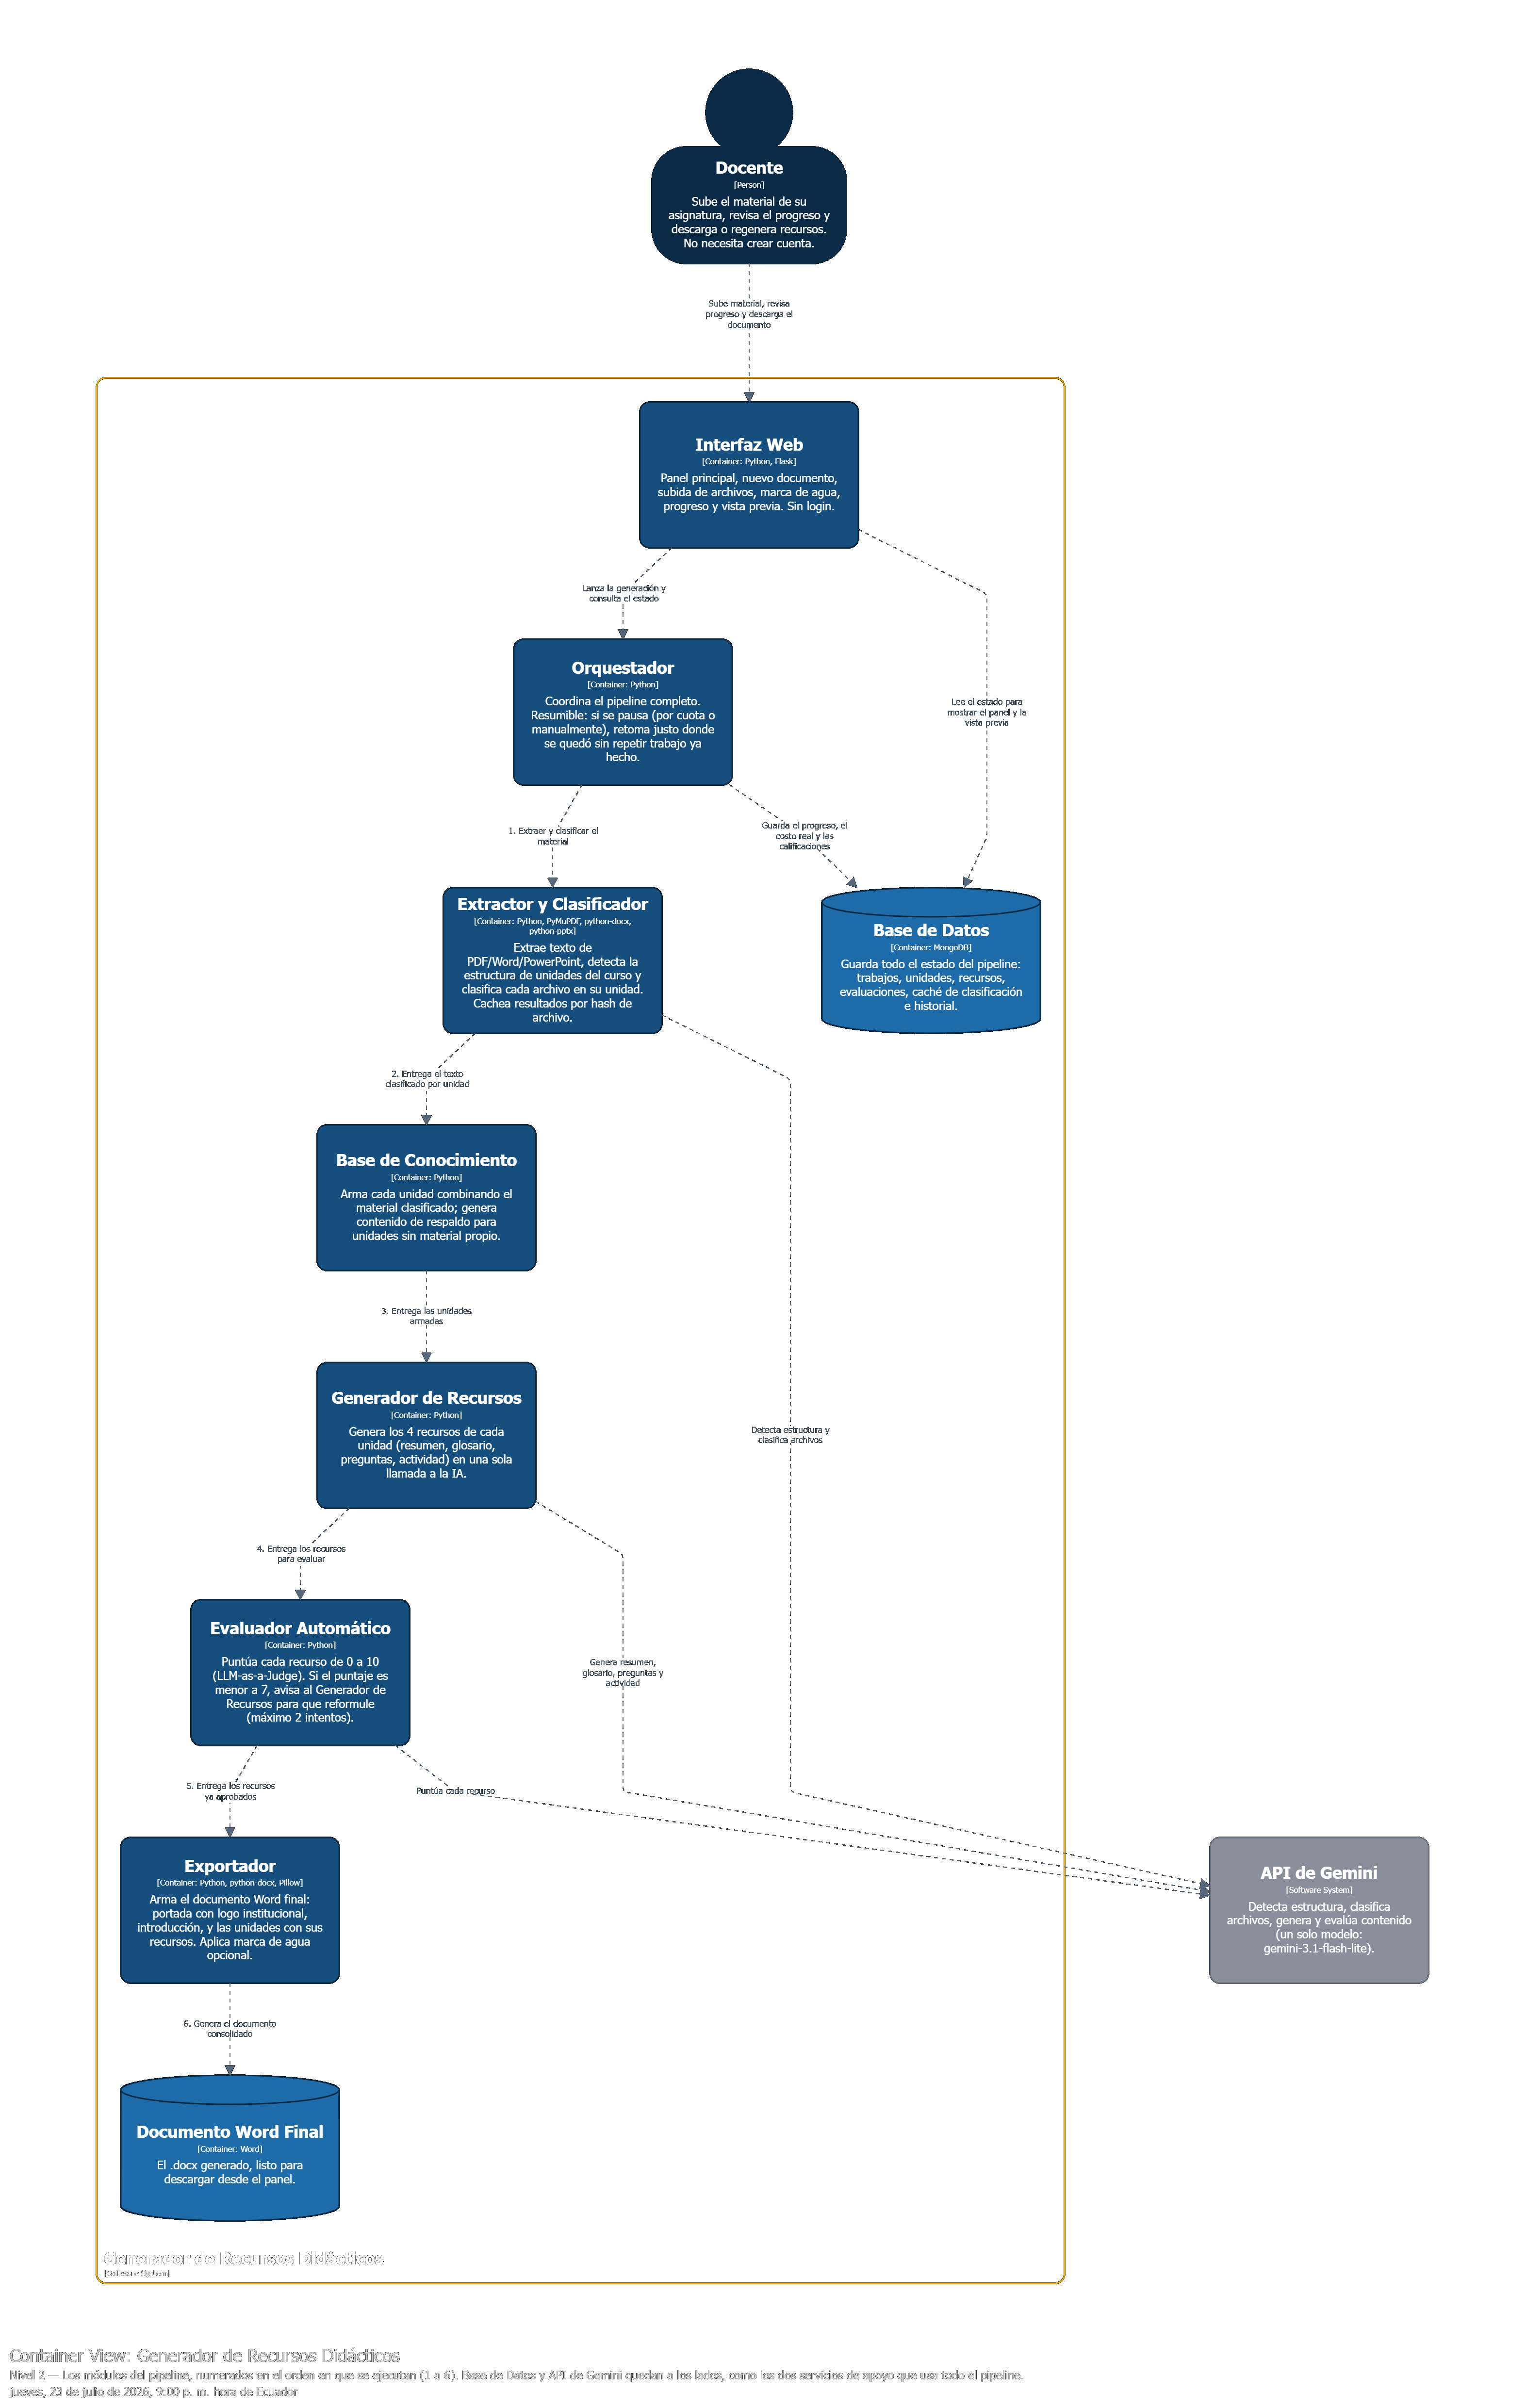 Docente
[Person]
Sube el material de su
asignatura, revisa el progreso y
descarga o regenera recursos.
No necesita crear cuenta.
Sube material, revisa
progreso y descarga el
documento
Interfaz Web
[Container: Python, Flask]
Panel principal, nuevo documento,
subida de archivos, marca de agua,
progreso y vista previa. Sin login.
Lanza la generación y
consulta el estado
Orquestador
[Container: Python]
Coordina el pipeline completo.
Resumible: si se pausa (por cuota o
manualmente), retoma justo donde
se quedó sin repetir trabajo ya
hecho.
Lee el estado para
mostrar el panel y la
vista previa
1. Extraer y clasificar el
material
Guarda el progreso, el
costo real y las
calificaciones
Extractor y Clasificador
[Container: Python, PyMuPDF, python-docx,
python-pptx]
Extrae texto de
PDF/Word/PowerPoint, detecta la
estructura de unidades del curso y
clasifica cada archivo en su unidad.
Cachea resultados por hash de
archivo.
Base de Datos
[Container: MongoDB]
Guarda todo el estado del pipeline:
trabajos, unidades, recursos,
evaluaciones, caché de clasificación
e historial.
2. Entrega el texto
clasificado por unidad
Base de Conocimiento
[Container: Python]
Arma cada unidad combinando el
material clasificado; genera
contenido de respaldo para
unidades sin material propio.
3. Entrega las unidades
armadas
Generador de Recursos
[Container: Python]
Genera los 4 recursos de cada
unidad (resumen, glosario,
preguntas, actividad) en una sola
llamada a la IA.
Detecta estructura y
clasifica archivos
4. Entrega los recursos
para evaluar
Evaluador Automático
[Container: Python]
Puntúa cada recurso de 0 a 10
(LLM-as-a-Judge). Si el puntaje es
menor a 7, avisa al Generador de
Recursos para que reformule
(máximo 2 intentos).
Genera resumen,
glosario, preguntas y
actividad
5. Entrega los recursos
ya aprobados
Puntúa cada recurso
Exportador
[Container: Python, python-docx, Pillow]
Arma el documento Word final:
portada con logo institucional,
introducción, y las unidades con sus
recursos. Aplica marca de agua
opcional.
API de Gemini
[Software System]
Detecta estructura, clasifica
archivos, genera y evalúa contenido
(un solo modelo:
gemini-3.1-flash-lite).
6. Genera el documento
consolidado
Documento Word Final
[Container: Word]
El .docx generado, listo para
descargar desde el panel.
Generador de Recursos Didácticos
[Software System]
Container View: Generador de Recursos Didácticos
Nivel 2 — Los módulos del pipeline, numerados en el orden en que se ejecutan (1 a 6). Base de Datos y API de Gemini quedan a los lados, como los dos servicios de apoyo que usa todo el pipeline.
jueves, 23 de julio de 2026, 9:00 p. m. hora de Ecuador